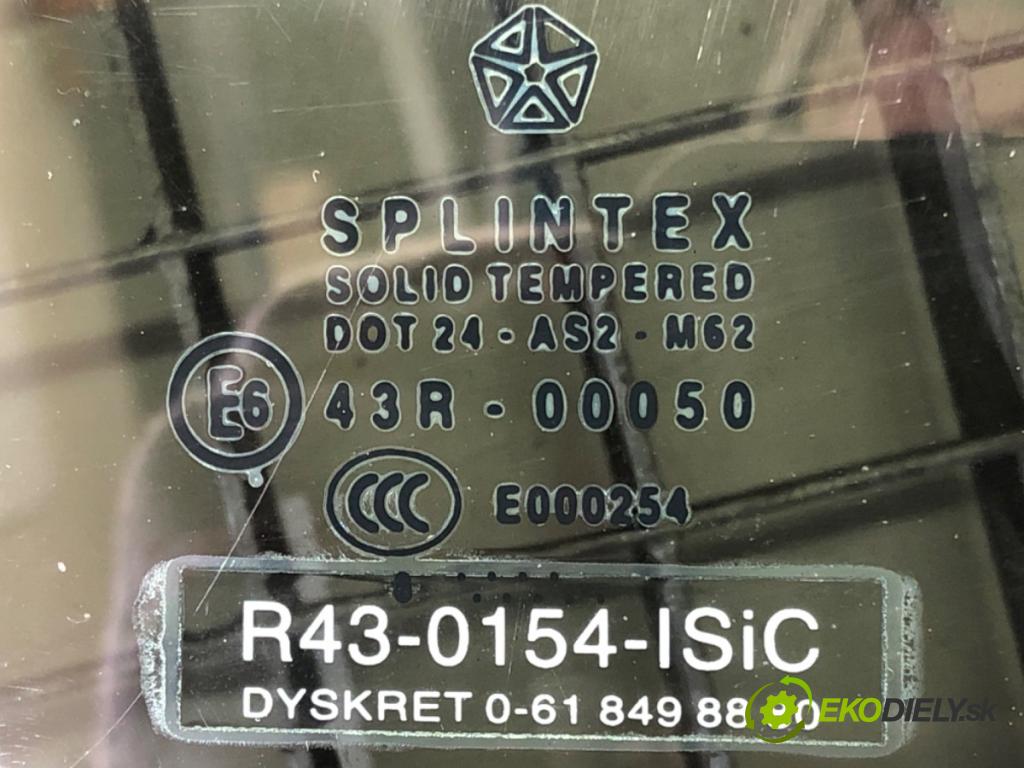 SPLINTEX
SOLID TEMPERED
DOT 24 - AS2 - M62
E6 43R - 00050
CCC E000254
R43-0154-ISiC
DYSKRET 0-61 849
EKODIELY.sk